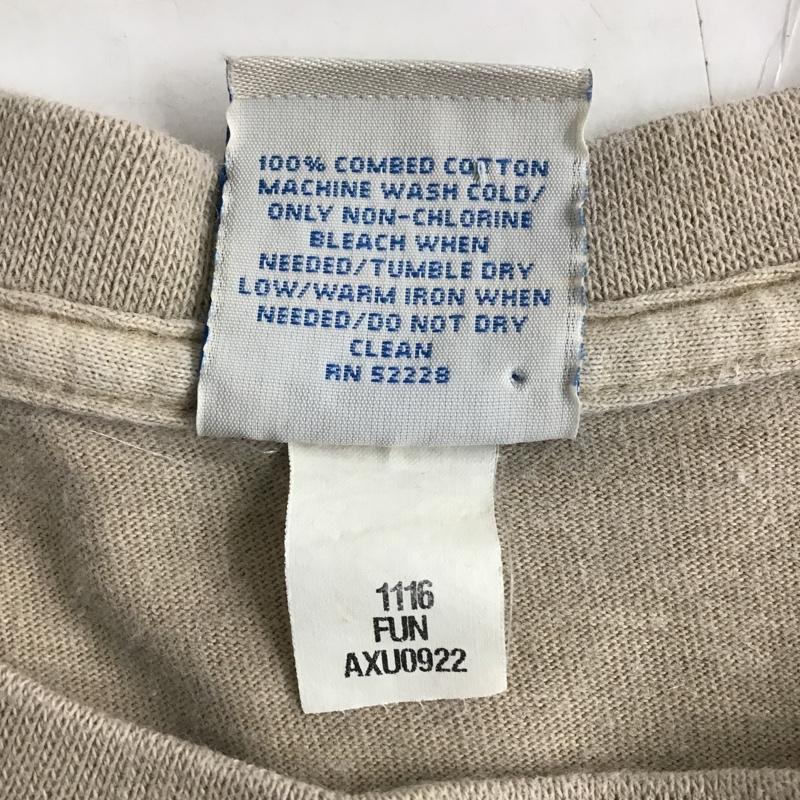 100% COMBED COTTON
MACHINE WASH COLD/
ONLY NON-CHLORINE
BLEACH WHEN
NEEDED/TUMBLE DRY
LOW/WARM IRON WHEN
NEEDED/DO NOT DRY
CLEAN
RN 52228
1116
FUN
AXU0922